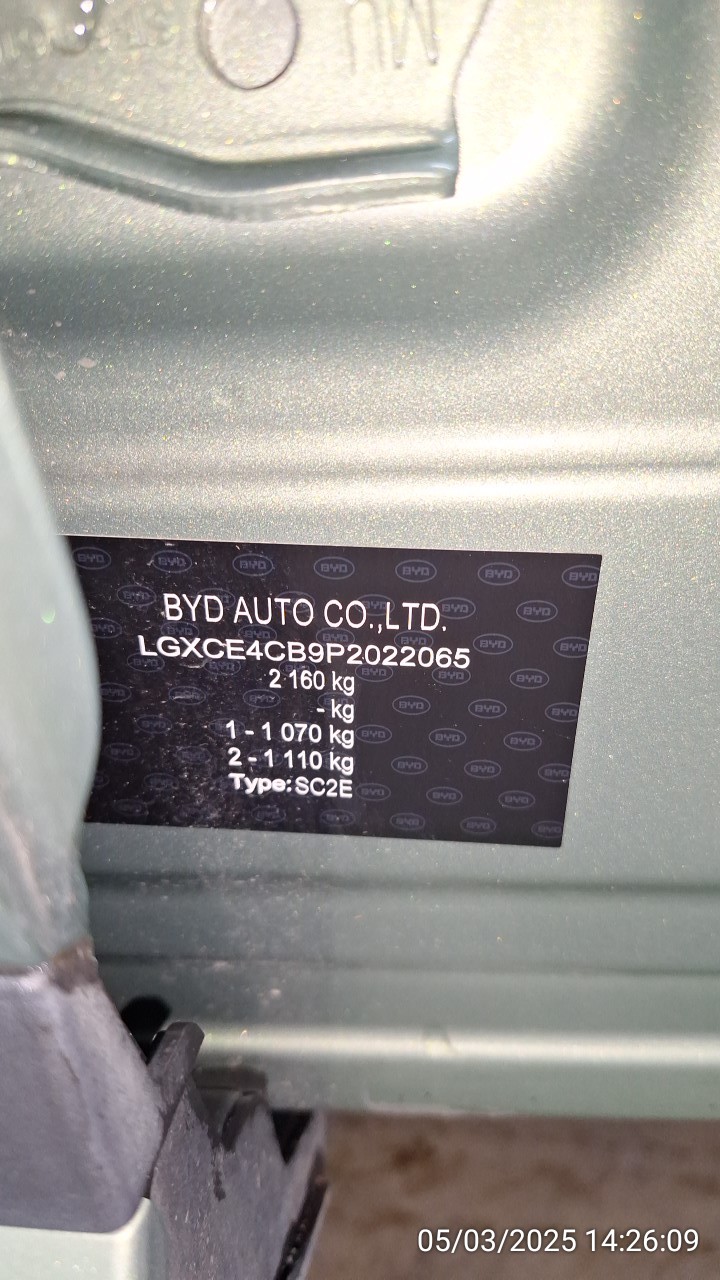 BYD AUTO CO.,LTD.
LGXCE4CB9P2022065
2 160 kg
- kg
1 - 1 070 kg
2 - 1 110 kg
Type:SC2E
05/03/2025 14:26:09